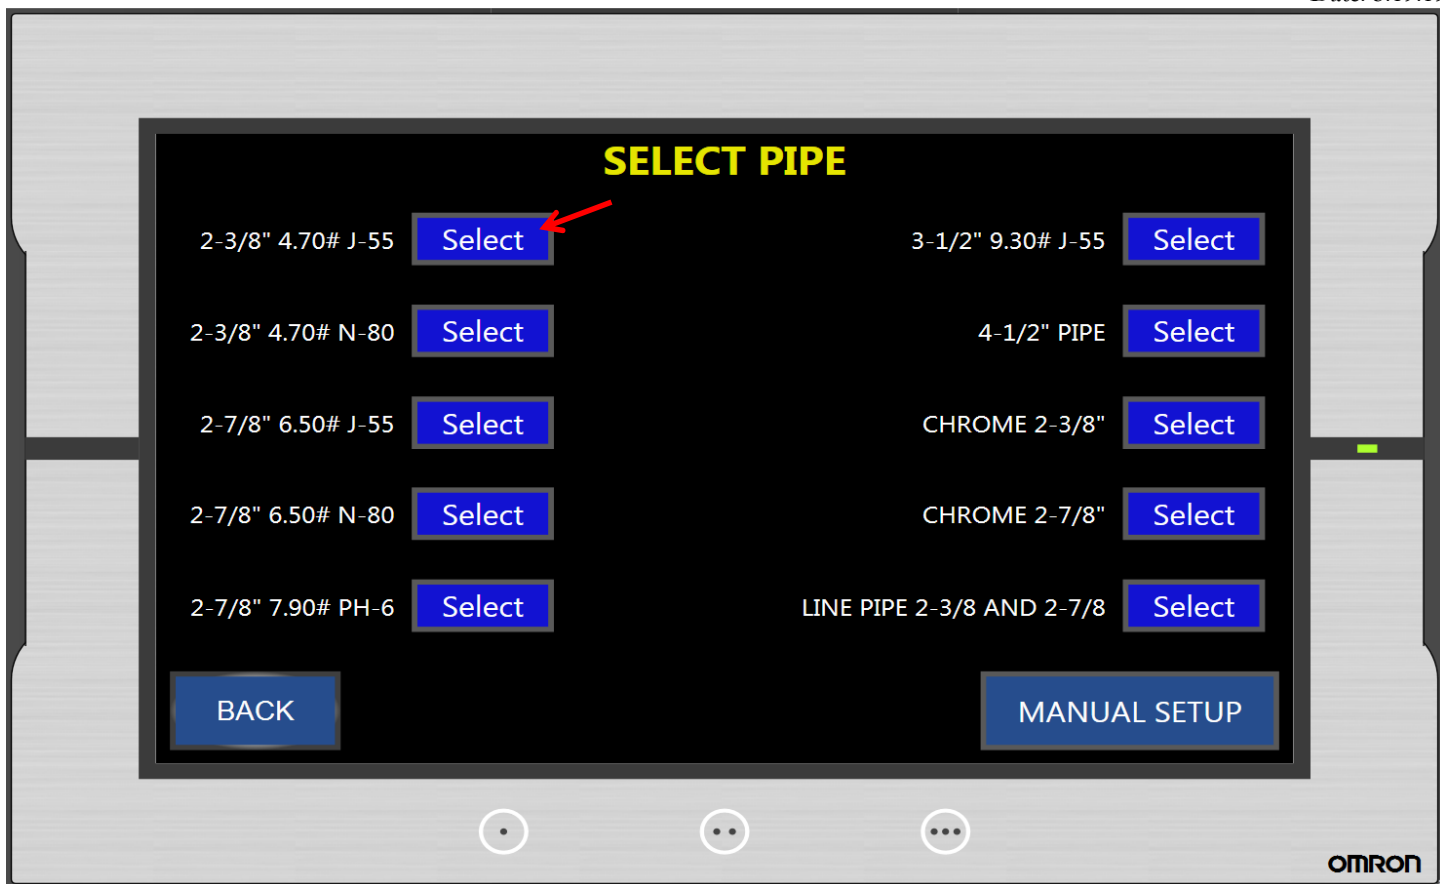 SELECT PIPE
2-3/8" 4.70# J-55 Select
3-1/2" 9.30# J-55 Select
2-3/8" 4.70# N-80 Select
4-1/2" PIPE Select
2-7/8" 6.50# J-55 Select
CHROME 2-3/8" Select
2-7/8" 6.50# N-80 Select
CHROME 2-7/8" Select
2-7/8" 7.90# PH-6 Select
LINE PIPE 2-3/8 AND 2-7/8 Select
BACK
MANUAL SETUP
OMRON